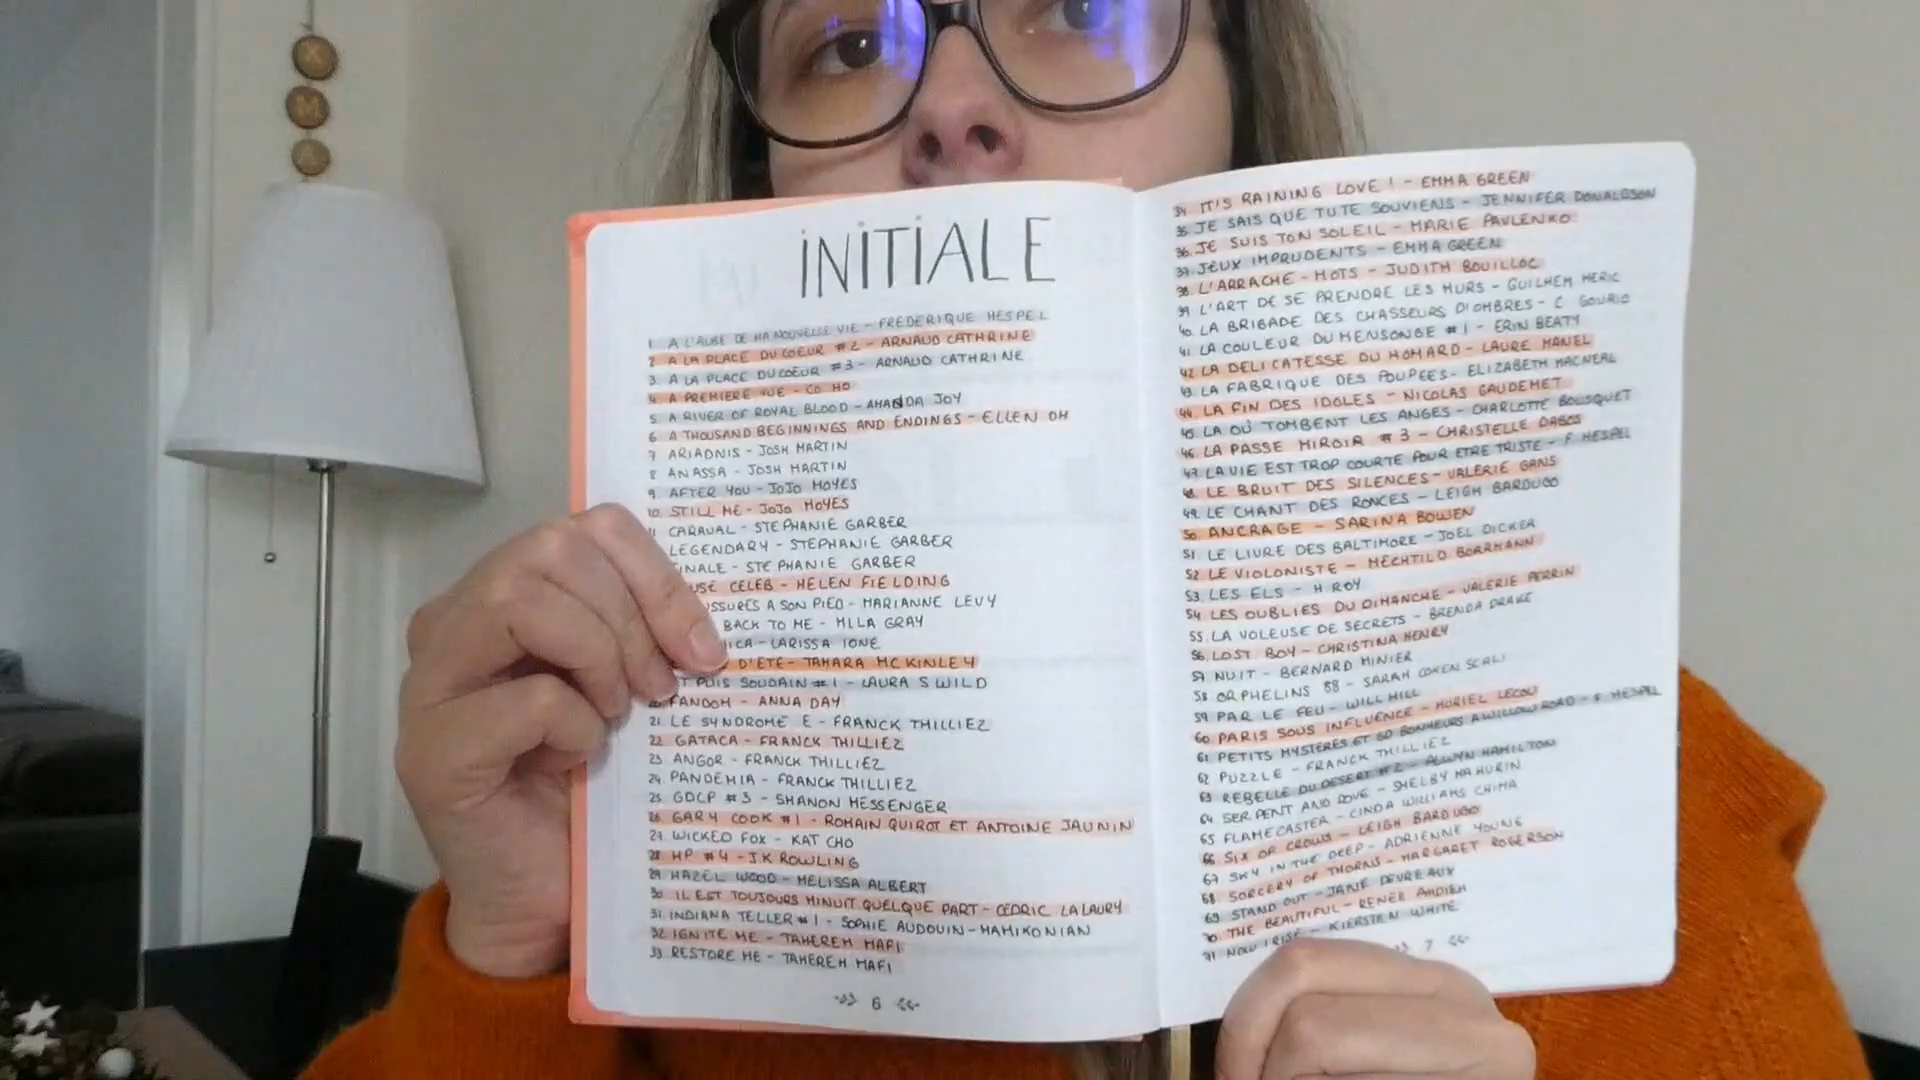 X
M
A
INITIALE
1. A L'AUBE DE MA NOUVELLE VIE - FREDERIQUE HESPEL
2 A LA PLACE DU COEUR #2 - ARNAUD CATHRINE
3. A LA PLACE DU COEUR #3 - ARNAUD CATHRINE
4 A PREMIERE VUE - CO HO
5. A RIVER OF ROYAL BLOOD - AMANDA JOY
6 A THOUSAND BEGINNINGS AND ENDINGS - ELLEN OH
7 ARIADNIS - JOSH MARTIN
8 ANASSA - JOSH MARTIN
9 AFTER YOU - JOJO MOYES
10. STILL ME - JOJO MOYES
11 CARAVAL - STEPHANIE GARBER
LEGENDARY - STEPHANIE GARBER
INALE - STEPHANIE GARBER
USE CELEB - HELEN FIELDING
SSURES A SON PIED - MARIANNE LEVY
BACK TO ME - MILA GRAY
ICA - LARISSA IONE
D'ETE - TAMARA MCKINLEY
T PUIS SOUDAIN #1 - LAURA S WILD
20 FANDOM - ANNA DAY
21 LE SYNDROME E - FRANCK THILLIEZ
22 GATACA - FRANCK THILLIEZ
23 ANGOR - FRANCK THILLIEZ
24. PANDEMIA - FRANCK THILLIEZ
25 GDCP #3 - SHANON MESSENGER
26 GARY COOK #1 - ROMAIN QUIROT ET ANTOINE JAUNIN
27. WICKED FOX - KAT CHO
28 HP #4 - J.K ROWLING
29 HAZEL WOOD - MELISSA ALBERT
30 IL EST TOUJOURS MINUIT QUELQUE PART - CEDRIC LALAURY
31. INDIANA TELLER #1 - SOPHIE AUDOUIN-MAMIKONIAN
32 IGNITE ME - TAHEREH MAFI
33 RESTORE ME - TAHEREH MAFI
6
34 IT'S RAINING LOVE ! - EMMA GREEN
35. JE SAIS QUE TU TE SOUVIENS - JENNIFER DONALDSON
36. JE SUIS TON SOLEIL - MARIE PAVLENKO
37. JEUX IMPRUDENTS - EMMA GREEN
38. L'ARRACHE-MOTS - JUDITH BOUILLOC
39 L'ART DE SE PRENDRE LES MURS - GUILHEM MERIC
40. LA BRIGADE DES CHASSEURS D'OMBRES - C GOURIO
41 LA COULEUR DU MENSONGE #1 - ERIN BEATY
42 LA DELICATESSE DU HOMARD - LAURE MANEL
43 LA FABRIQUE DES POUPEES - ELIZABETH MACNEAL
44. LA FIN DES IDOLES - NICOLAS GAUDEMET
45. LA OÙ TOMBENT LES ANGES - CHARLOTTE BOUSQUET
46. LA PASSE MIROIR #3 - CHRISTELLE DABOS
47. LA VIE EST TROP COURTE POUR ETRE TRISTE - F. HESPEL
48 LE BRUIT DES SILENCES - VALERIE GANS
49. LE CHANT DES RONCES - LEIGH BARDUGO
50. ANCRAGE - SARINA BOWEN
51. LE LIVRE DES BALTIMORE - JOEL DICKER
52 LE VIOLONISTE - MECHTILD BORRMANN
53. LES ELS - H ROY
54 LES OUBLIES DU DIMANCHE - VALERIE PERRIN
55. LA VOLEUSE DE SECRETS - BRENDA DRAKE
56. LOST BOY - CHRISTINA HENRY
57 NUIT - BERNARD MINIER
58 ORPHELINS 88 - SARAH COHEN SCALI
59 PAR LE FEU - WILL HILL
60 PARIS SOUS INFLUENCE - MURIEL LECOU
61. PETITS MYSTERES ET 50 BONHEURS A WILLOW ROAD - F HESPEL
62 PUZZLE - FRANCK THILLIEZ
63 REBELLE DU DESERT #2 - ALWYN HAMILTON
64 SERPENT AND DOVE - SHELBY MAHURIN
65 FLAMECASTER - CINDA WILLIAMS CHIMA
66. SIX OF CROWS - LEIGH BARDUGO
67 SKY IN THE DEEP - ADRIENNE YOUNG
68 SORCERY OF THORNS - MARGARET ROGERSON
69 STAND OUT - JANE DEVREAUX
70. THE BEAUTIFUL - RENEE AHDIEH
71. NOW I RISE - KIERSTEN WHITE
7